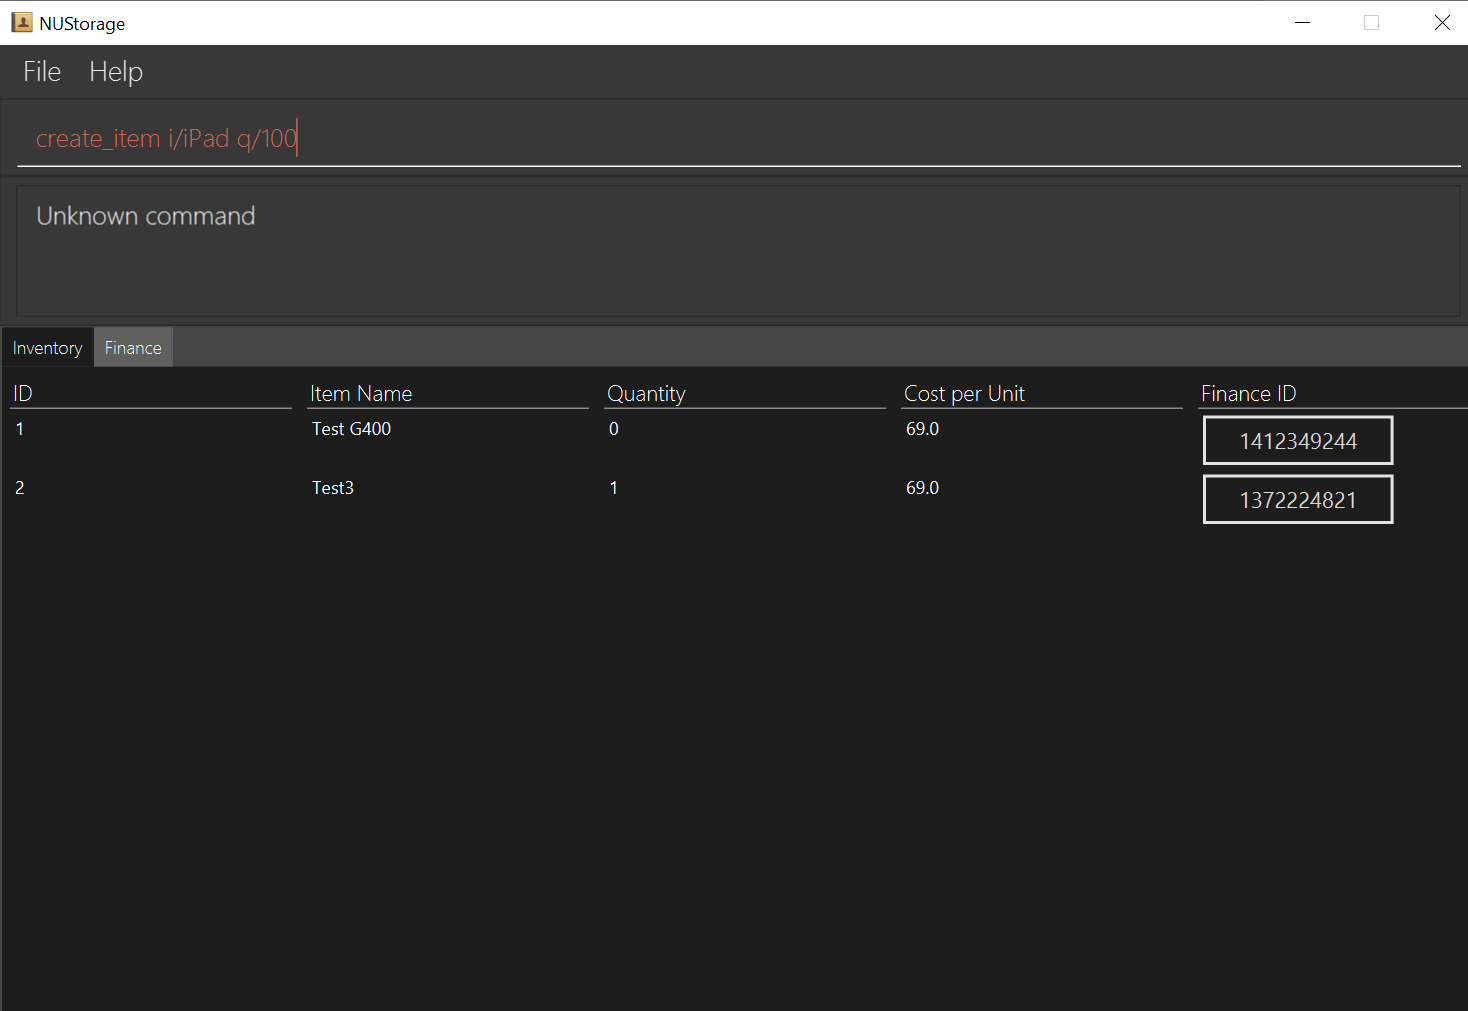 NUStorage
File Help
create_item i/iPad q/100
Unknown command
Inventory Finance
ID Item Name Quantity Cost per Unit Finance ID
1 Test G400 0 69.0 1412349244
2 Test3 1 69.0 1372224821